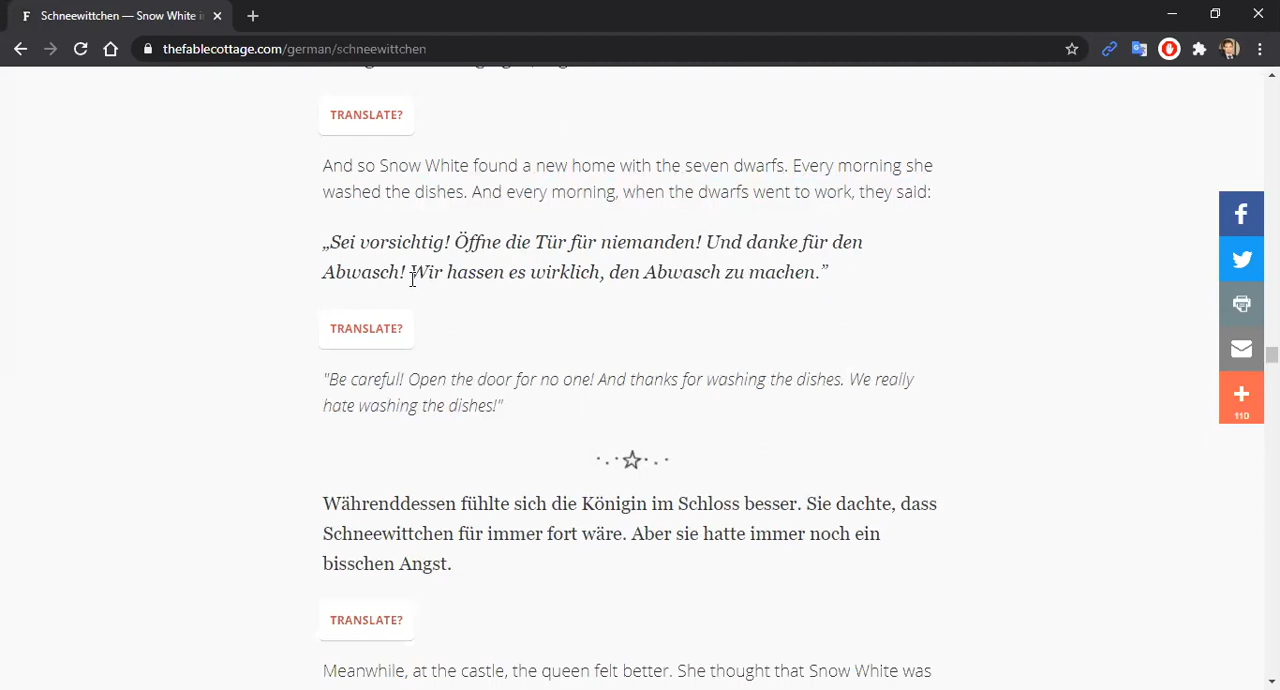 Schneewittchen — Snow White in
thefablecottage.com/german/schneewittchen
TRANSLATE?
And so Snow White found a new home with the seven dwarfs. Every morning she
washed the dishes. And every morning, when the dwarfs went to work, they said:
„Sei vorsichtig! Öffne die Tür für niemanden! Und danke für den
Abwasch! Wir hassen es wirklich, den Abwasch zu machen.”
TRANSLATE?
"Be careful! Open the door for no one! And thanks for washing the dishes. We really
hate washing the dishes!"
Währenddessen fühlte sich die Königin im Schloss besser. Sie dachte, dass
Schneewittchen für immer fort wäre. Aber sie hatte immer noch ein
bisschen Angst.
TRANSLATE?
Meanwhile, at the castle, the queen felt better. She thought that Snow White was
110